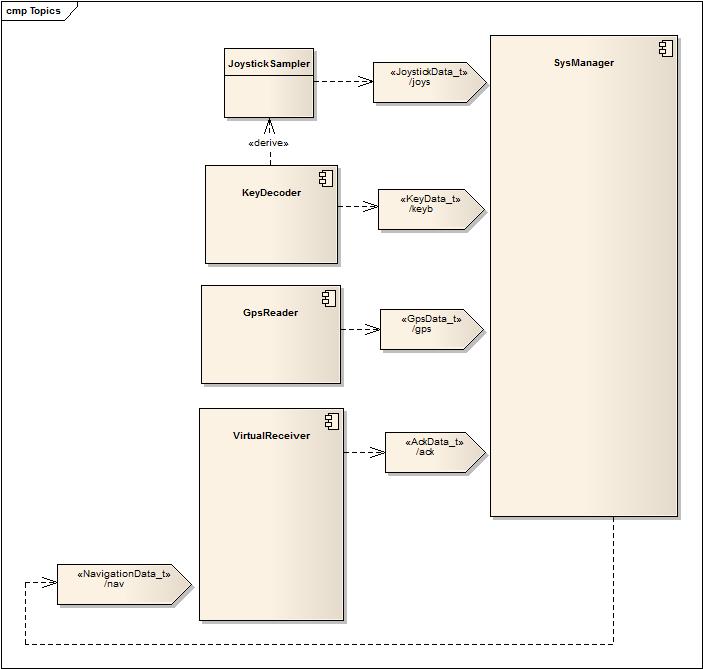 cmp Topics
JoystickSampler
«JoystickData_t»
/joys
SysManager
«derive»
KeyDecoder
«KeyData_t»
/keyb
GpsReader
«GpsData_t»
/gps
VirtualReceiver
«AckData_t»
/ack
«NavigationData_t»
/nav